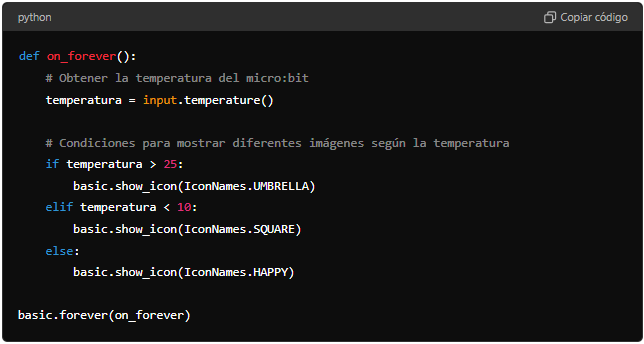 python
Copiar código
def on_forever():
    # Obtener la temperatura del micro:bit
    temperatura = input.temperature()

    # Condiciones para mostrar diferentes imágenes según la temperatura
    if temperatura > 25:
        basic.show_icon(IconNames.UMBRELLA)
    elif temperatura < 10:
        basic.show_icon(IconNames.SQUARE)
    else:
        basic.show_icon(IconNames.HAPPY)

basic.forever(on_forever)